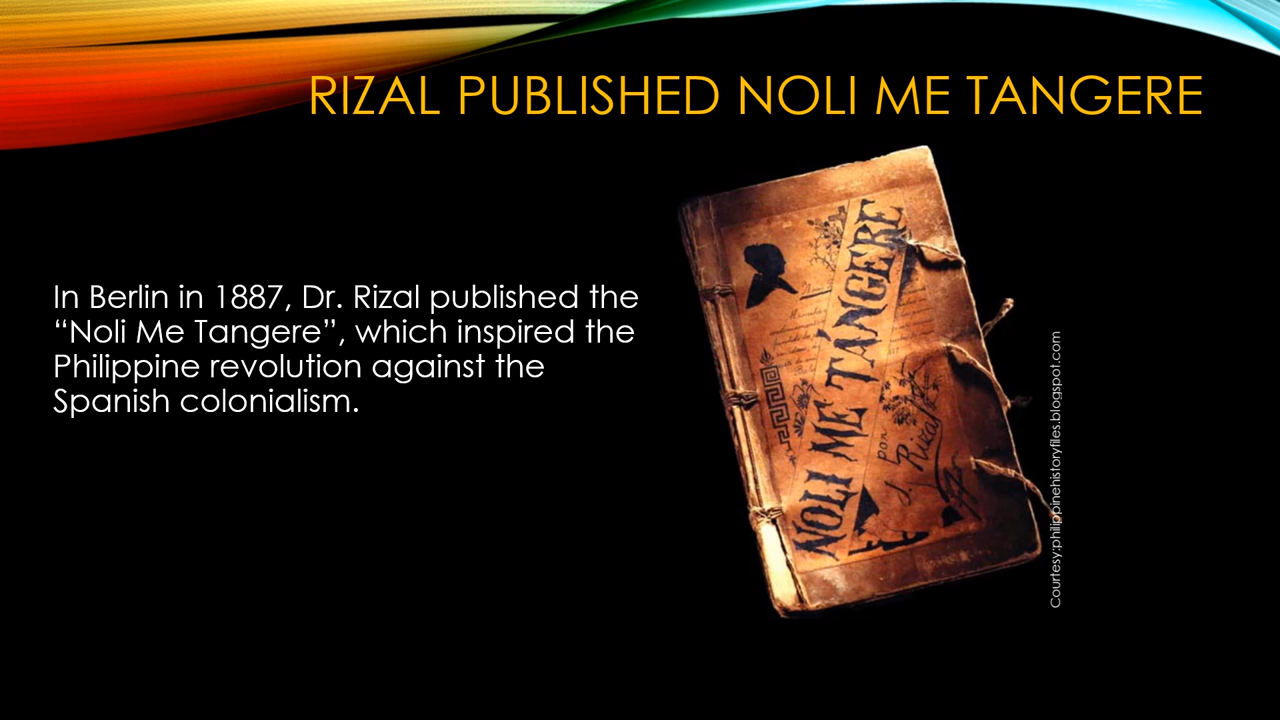 RIZAL PUBLISHED NOLI ME TANGERE
In Berlin in 1887, Dr. Rizal published the
“Noli Me Tangere”, which inspired the
Philippine revolution against the
Spanish colonialism.
NOLI ME TÁNGERE
por
J. Rizal
Courtesy:philippinehistoryfiles.blogspot.com